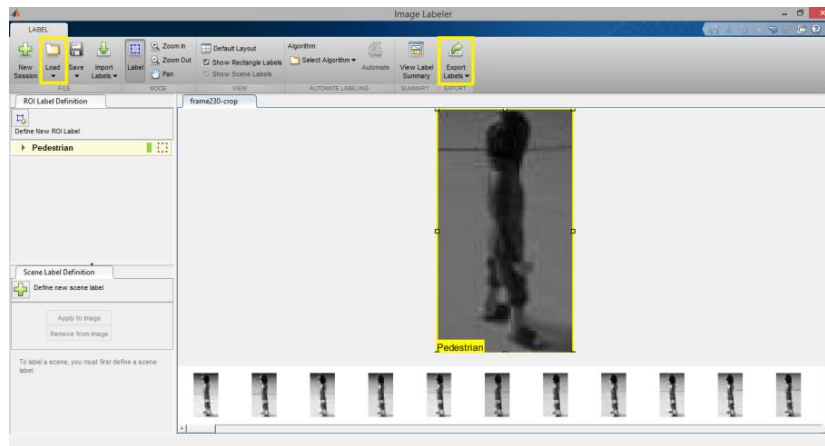 Image Labeler
LABEL
New Session
Load
Save
Import Labels
Label
Zoom In
Zoom Out
Pan
Default Layout
Show Rectangle Labels
Show Scene Labels
Algorithm:
Select Algorithm
Automate
View Label Summary
Export Labels
FILE
MODE
VIEW
AUTOMATE LABELING
SUMMARY
EXPORT
ROI Label Definition
frame230-crop
Define New ROI Label
Pedestrian
Pedestrian
Scene Label Definition
Define new scene label
Apply to Image
Remove from Image
To label a scene, you must first define a scene
label.